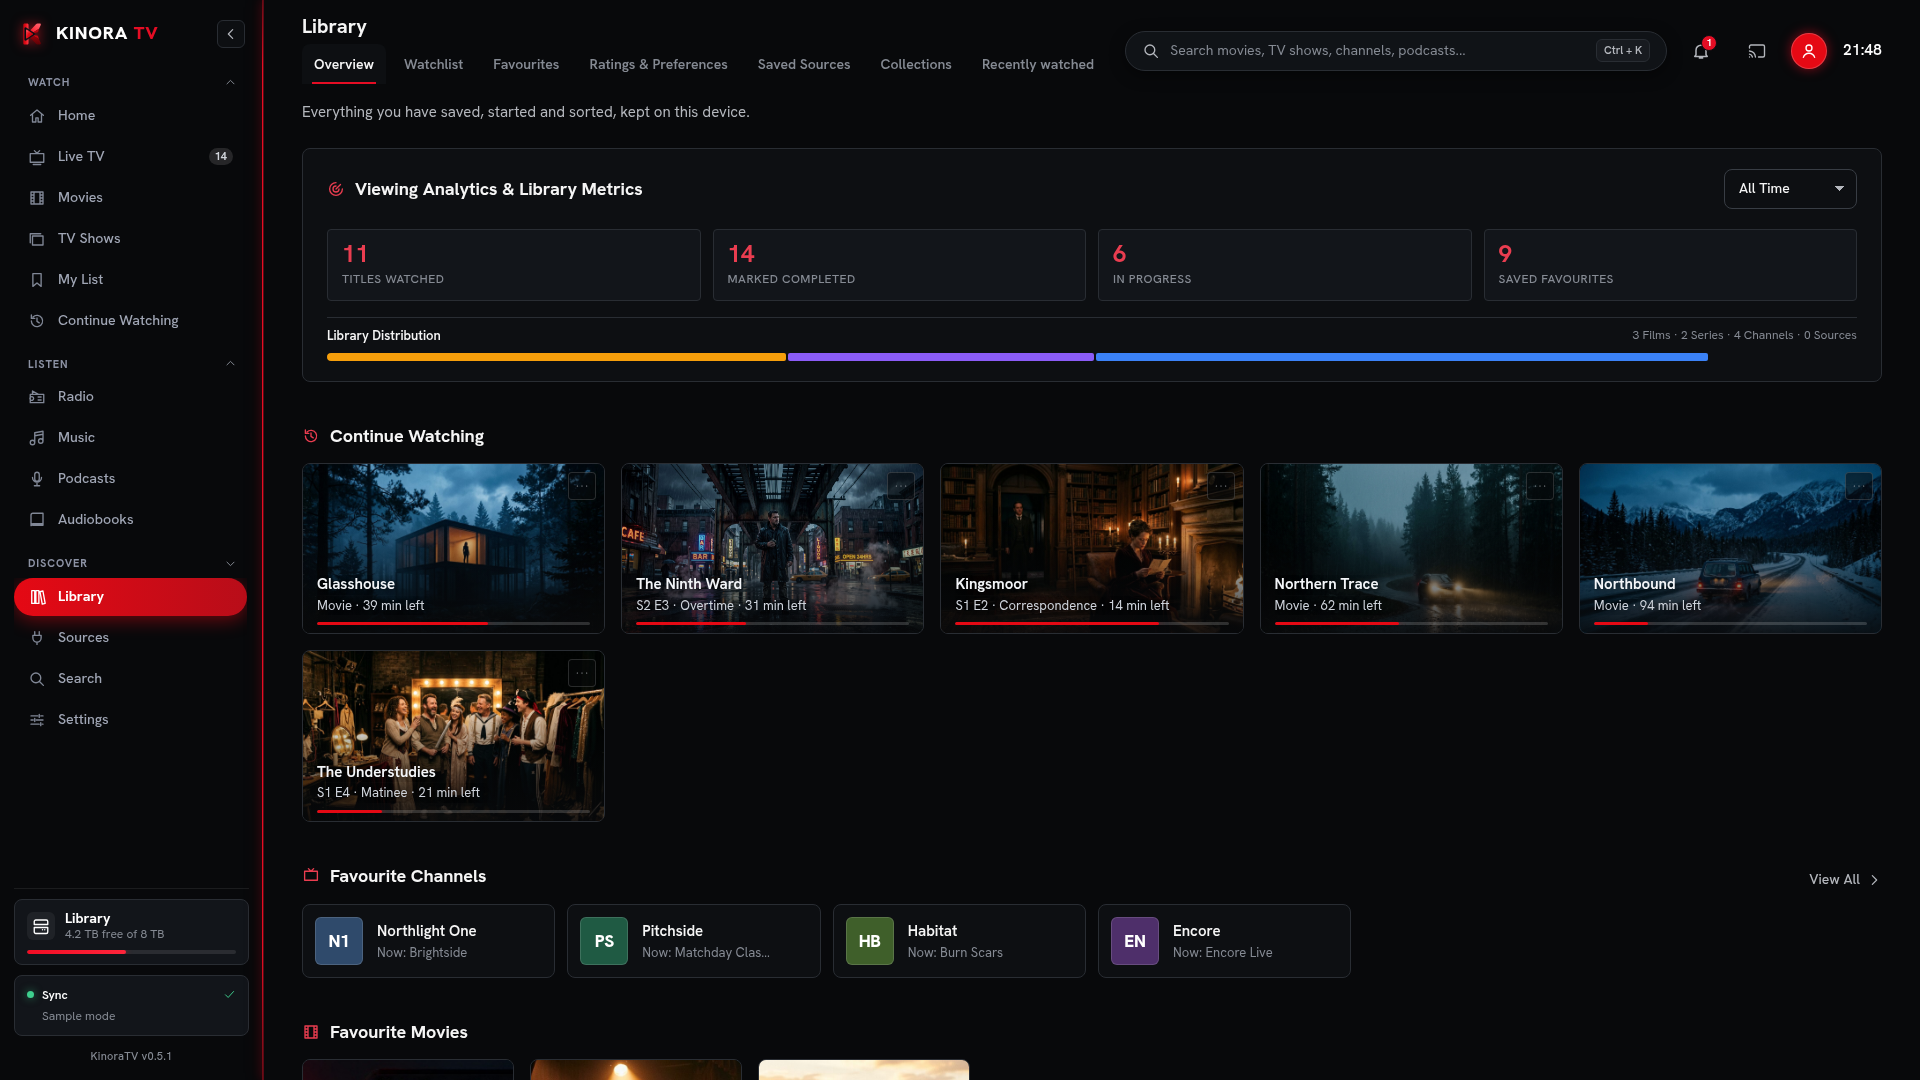 KINORA TV
WATCH
Home
Live TV
14
Movies
TV Shows
My List
Continue Watching
LISTEN
Radio
Music
Podcasts
Audiobooks
DISCOVER
Library
Sources
Search
Settings
Library
4.2 TB free of 8 TB
Sync
Sample mode
KinoraTV v0.5.1
Library
Overview
Watchlist
Favourites
Ratings & Preferences
Saved Sources
Collections
Recently watched
Search movies, TV shows, channels, podcasts...
Ctrl + K
1
21:48
Everything you have saved, started and sorted, kept on this device.
Viewing Analytics & Library Metrics
All Time
11
TITLES WATCHED
14
MARKED COMPLETED
6
IN PROGRESS
9
SAVED FAVOURITES
Library Distribution
3 Films · 2 Series · 4 Channels · 0 Sources
Continue Watching
Glasshouse
Movie · 39 min left
CAFE
BAR
BAR
OPEN 24HRS
The Ninth Ward
S2 E3 · Overtime · 31 min left
Kingsmoor
S1 E2 · Correspondence · 14 min left
Northern Trace
Movie · 62 min left
Northbound
Movie · 94 min left
The Understudies
S1 E4 · Matinee · 21 min left
Favourite Channels
View All
N1
Northlight One
Now: Brightside
PS
Pitchside
Now: Matchday Clas...
HB
Habitat
Now: Burn Scars
EN
Encore
Now: Encore Live
Favourite Movies